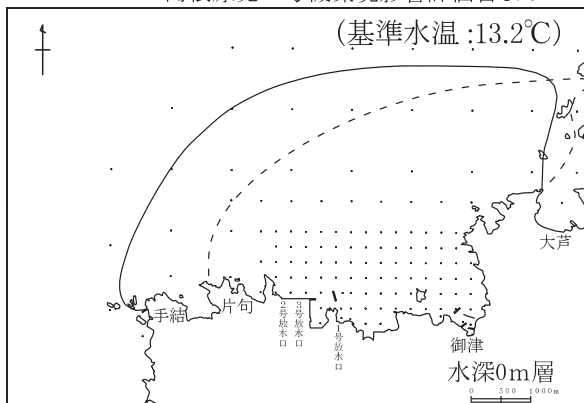 (基準水温:13.2℃)
大芦
手結
片句
2号放水口
3号放水口
1号放水口
御津
水深0m層
0 500 1000m